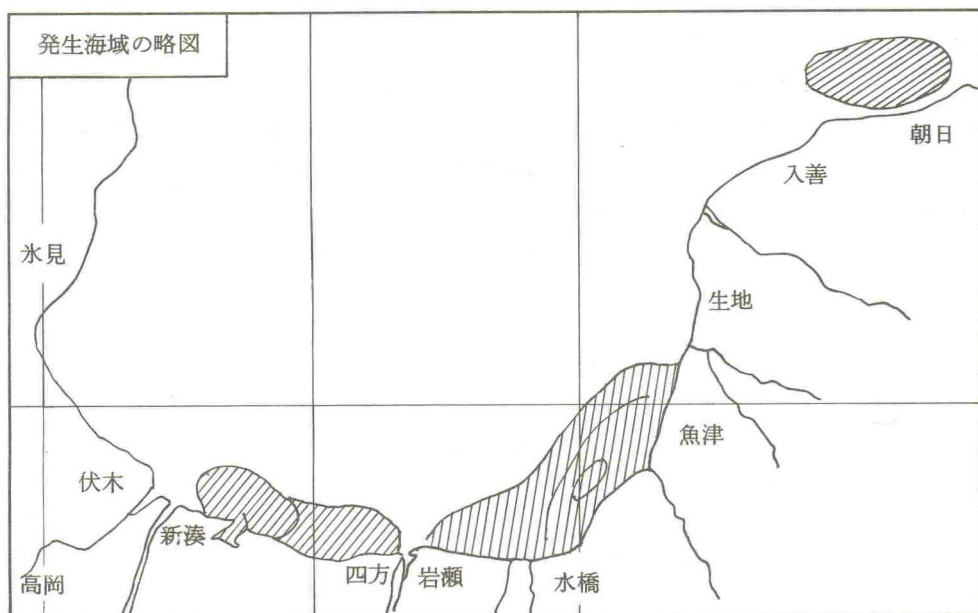 発生海域の略図
朝日
入善
氷見
生地
魚津
伏木
新湊
四方
岩瀬
水橋
高岡